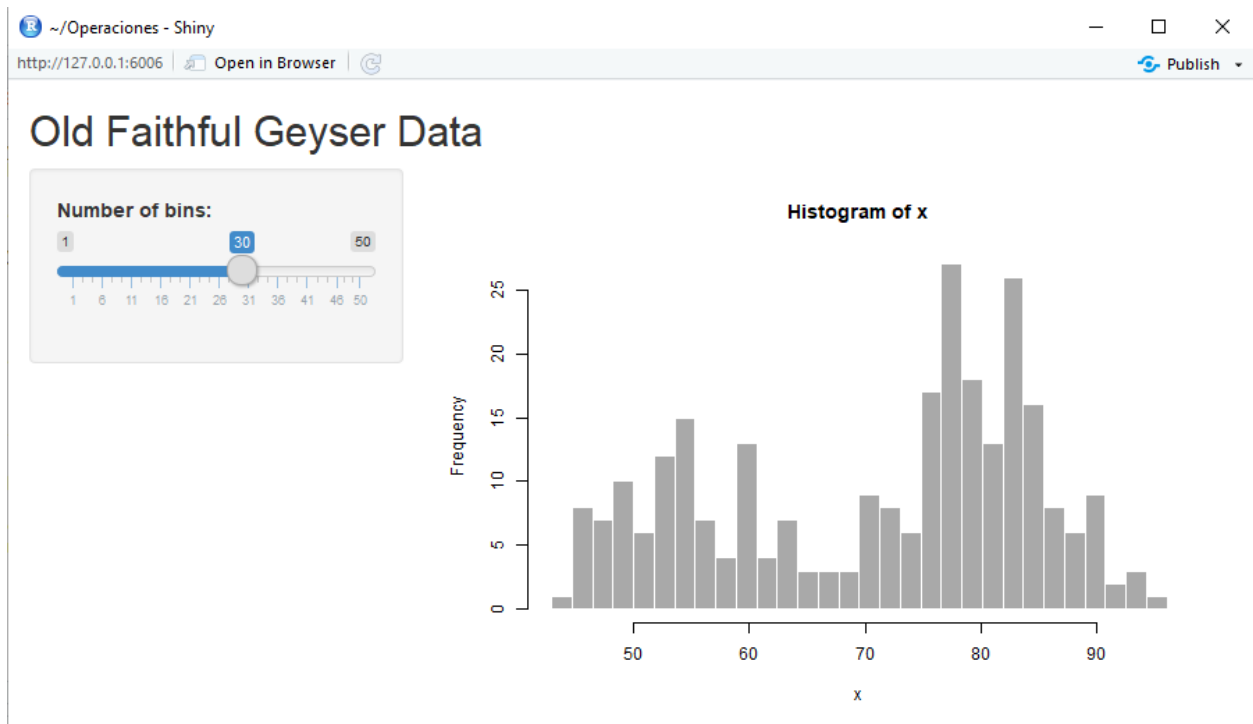 R ~/Operaciones - Shiny
http://127.0.0.1:6006 Open in Browser Publish
Old Faithful Geyser Data
Number of bins:
1 30 50
1 6 11 16 21 26 31 36 41 46 50
Histogram of x
Frequency
25
20
15
10
5
0
50 60 70 80 90
x